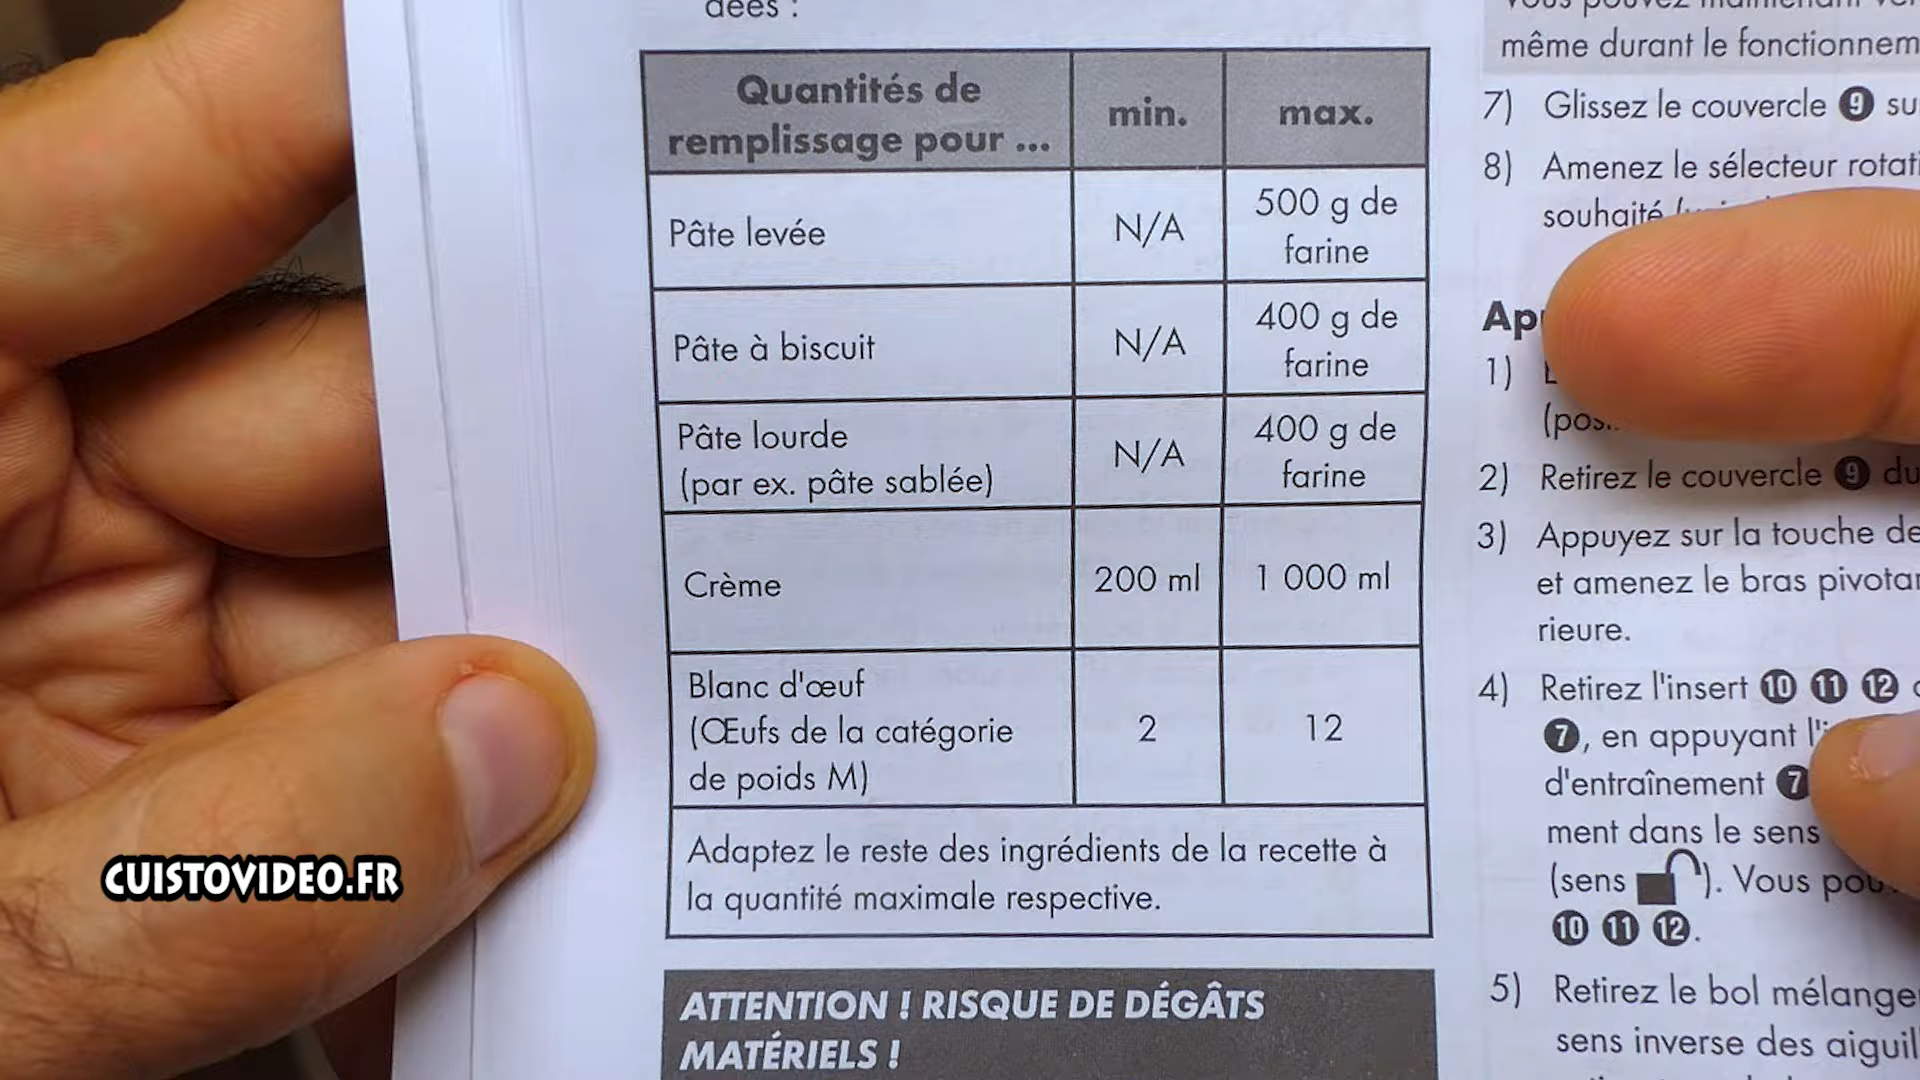 dées :
Quantités de
remplissage pour ...
min.
max.
Pâte levée
N/A
500 g de
farine
Pâte à biscuit
N/A
400 g de
farine
Pâte lourde
(par ex. pâte sablée)
N/A
400 g de
farine
Crème
200 ml
1 000 ml
Blanc d'œuf
(Œufs de la catégorie
de poids M)
2
12
Adaptez le reste des ingrédients de la recette à
la quantité maximale respective.
ATTENTION ! RISQUE DE DÉGÂTS
MATÉRIELS !
même durant le fonctionnem
7) Glissez le couvercle 9 su
8) Amenez le sélecteur rotati
souhaité
Ap
1)
2) Retirez le couvercle 9 du
3) Appuyez sur la touche de
et amenez le bras pivotar
rieure.
4) Retirez l'insert 10 11 12
7, en appuyant
d'entraînement 7
ment dans le sens
(sens ). Vous
10 11 12.
5) Retirez le bol mélange
sens inverse des aiguil
CUISTOVIDEO.FR